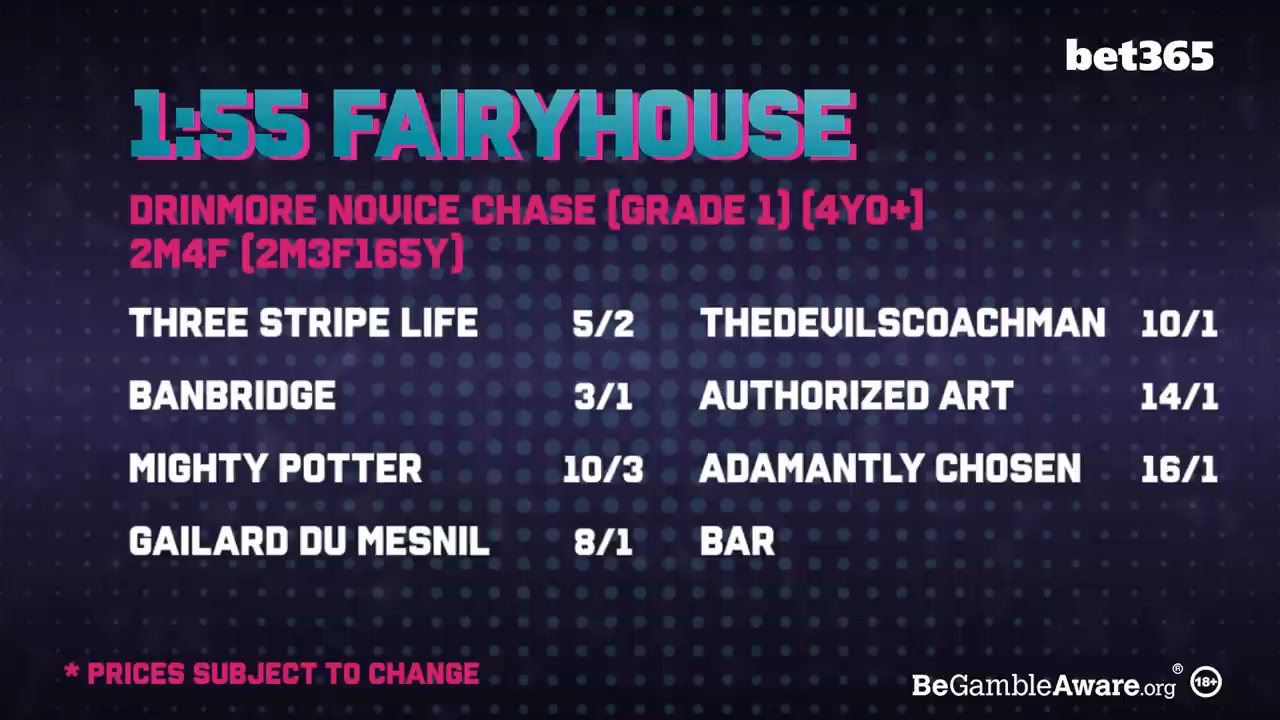 bet365
1:55 FAIRYHOUSE
DRINMORE NOVICE CHASE (GRADE 1) (4YO+)
2M4F (2M3F165Y)
THREE STRIPE LIFE 5/2
BANBRIDGE 3/1
MIGHTY POTTER 10/3
GAILARD DU MESNIL 8/1
THEDEVILSCOACHMAN 10/1
AUTHORIZED ART 14/1
ADAMANTLY CHOSEN 16/1
BAR
* PRICES SUBJECT TO CHANGE
BeGambleAware.org® 18+